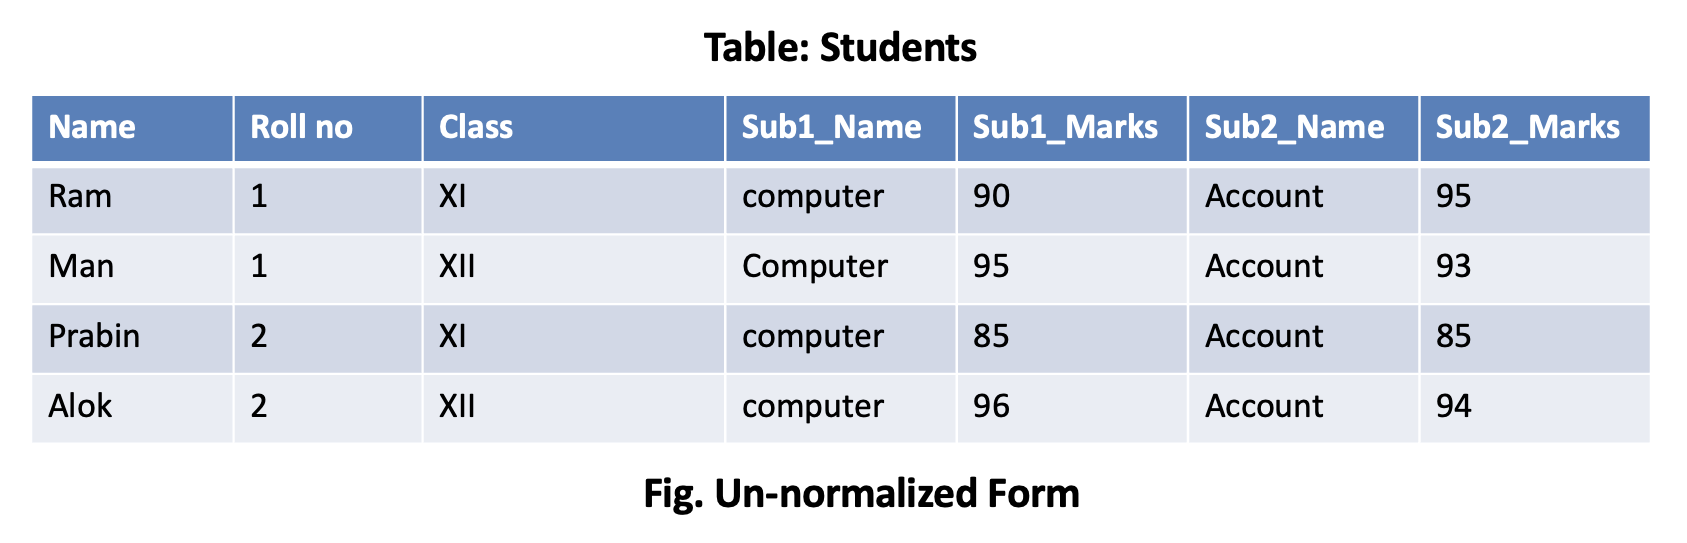 Table: Students
Name Roll no Class Sub1_Name Sub1_Marks Sub2_Name Sub2_Marks
Ram 1 XI computer 90 Account 95
Man 1 XII Computer 95 Account 93
Prabin 2 XI computer 85 Account 85
Alok 2 XII computer 96 Account 94
Fig. Un-normalized Form